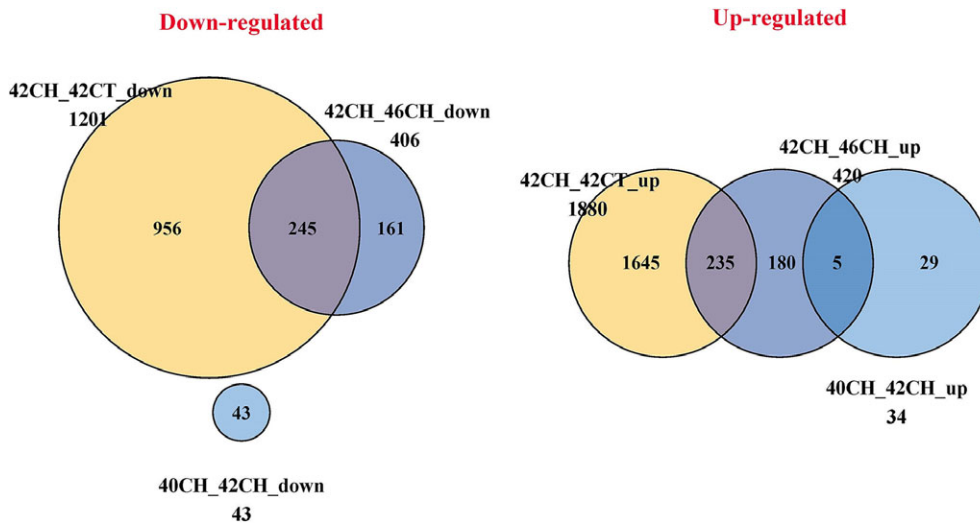 Down-regulated
42CH_42CT_down
1201
42CH_46CH_down
406
956
245
161
43
40CH_42CH_down
43
Up-regulated
42CH_46CH_up
420
42CH_42CT_up
1880
1645
235
180
5
29
40CH_42CH_up
34